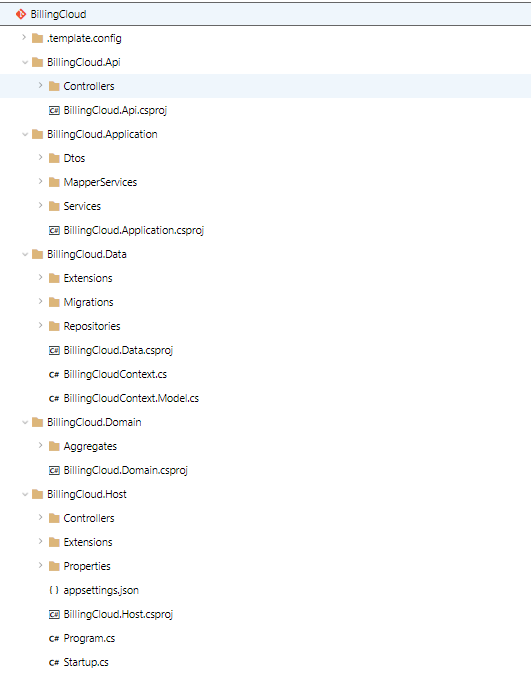 BillingCloud
.template.config
BillingCloud.Api
Controllers
C# BillingCloud.Api.csproj
BillingCloud.Application
Dtos
MapperServices
Services
C# BillingCloud.Application.csproj
BillingCloud.Data
Extensions
Migrations
Repositories
C# BillingCloud.Data.csproj
C# BillingCloudContext.cs
C# BillingCloudContext.Model.cs
BillingCloud.Domain
Aggregates
C# BillingCloud.Domain.csproj
BillingCloud.Host
Controllers
Extensions
Properties
{ } appsettings.json
C# BillingCloud.Host.csproj
C# Program.cs
C# Startup.cs